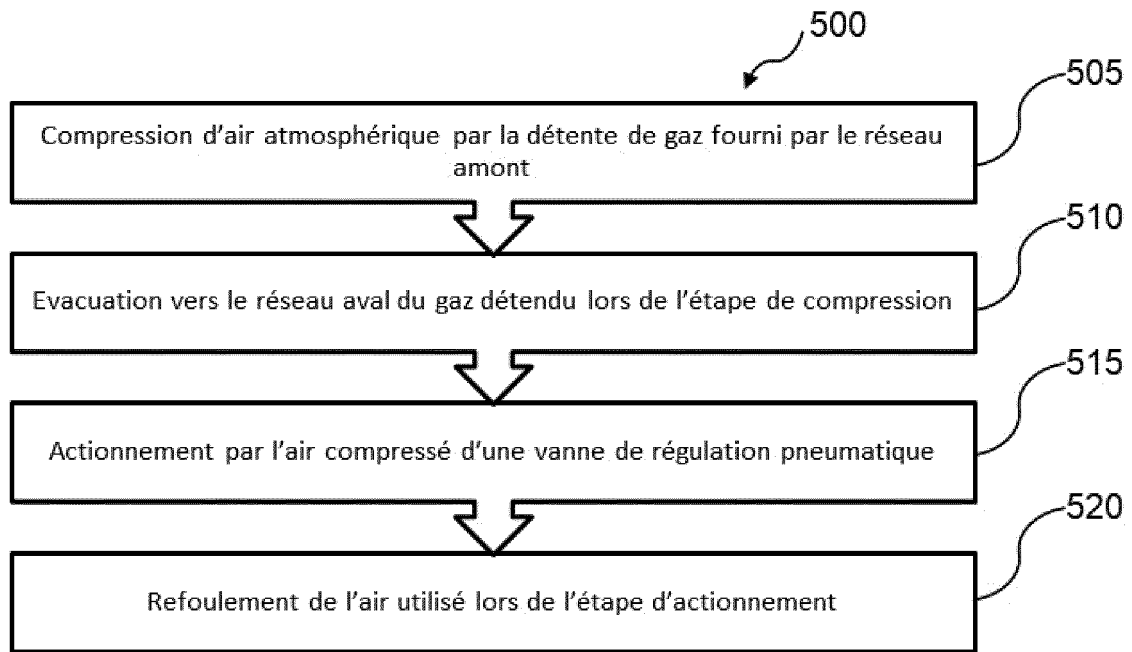 500
505
Compression d'air atmosphérique par la détente de gaz fourni par le réseau
amont
510
Evacuation vers le réseau aval du gaz détendu lors de l'étape de compression
515
Actionnement par l'air compressé d'une vanne de régulation pneumatique
520
Refoulement de l'air utilisé lors de l'étape d'actionnement